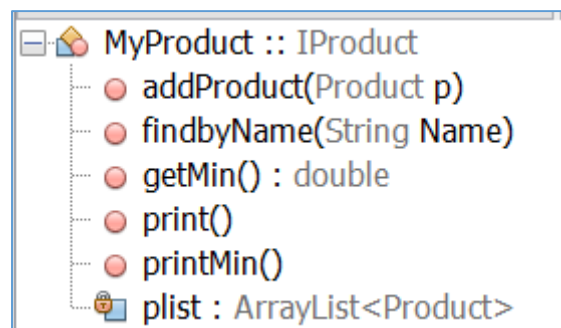 MyProduct :: IProduct
addProduct(Product p)
findbyName(String Name)
getMin() : double
print()
printMin()
plist : ArrayList<Product>